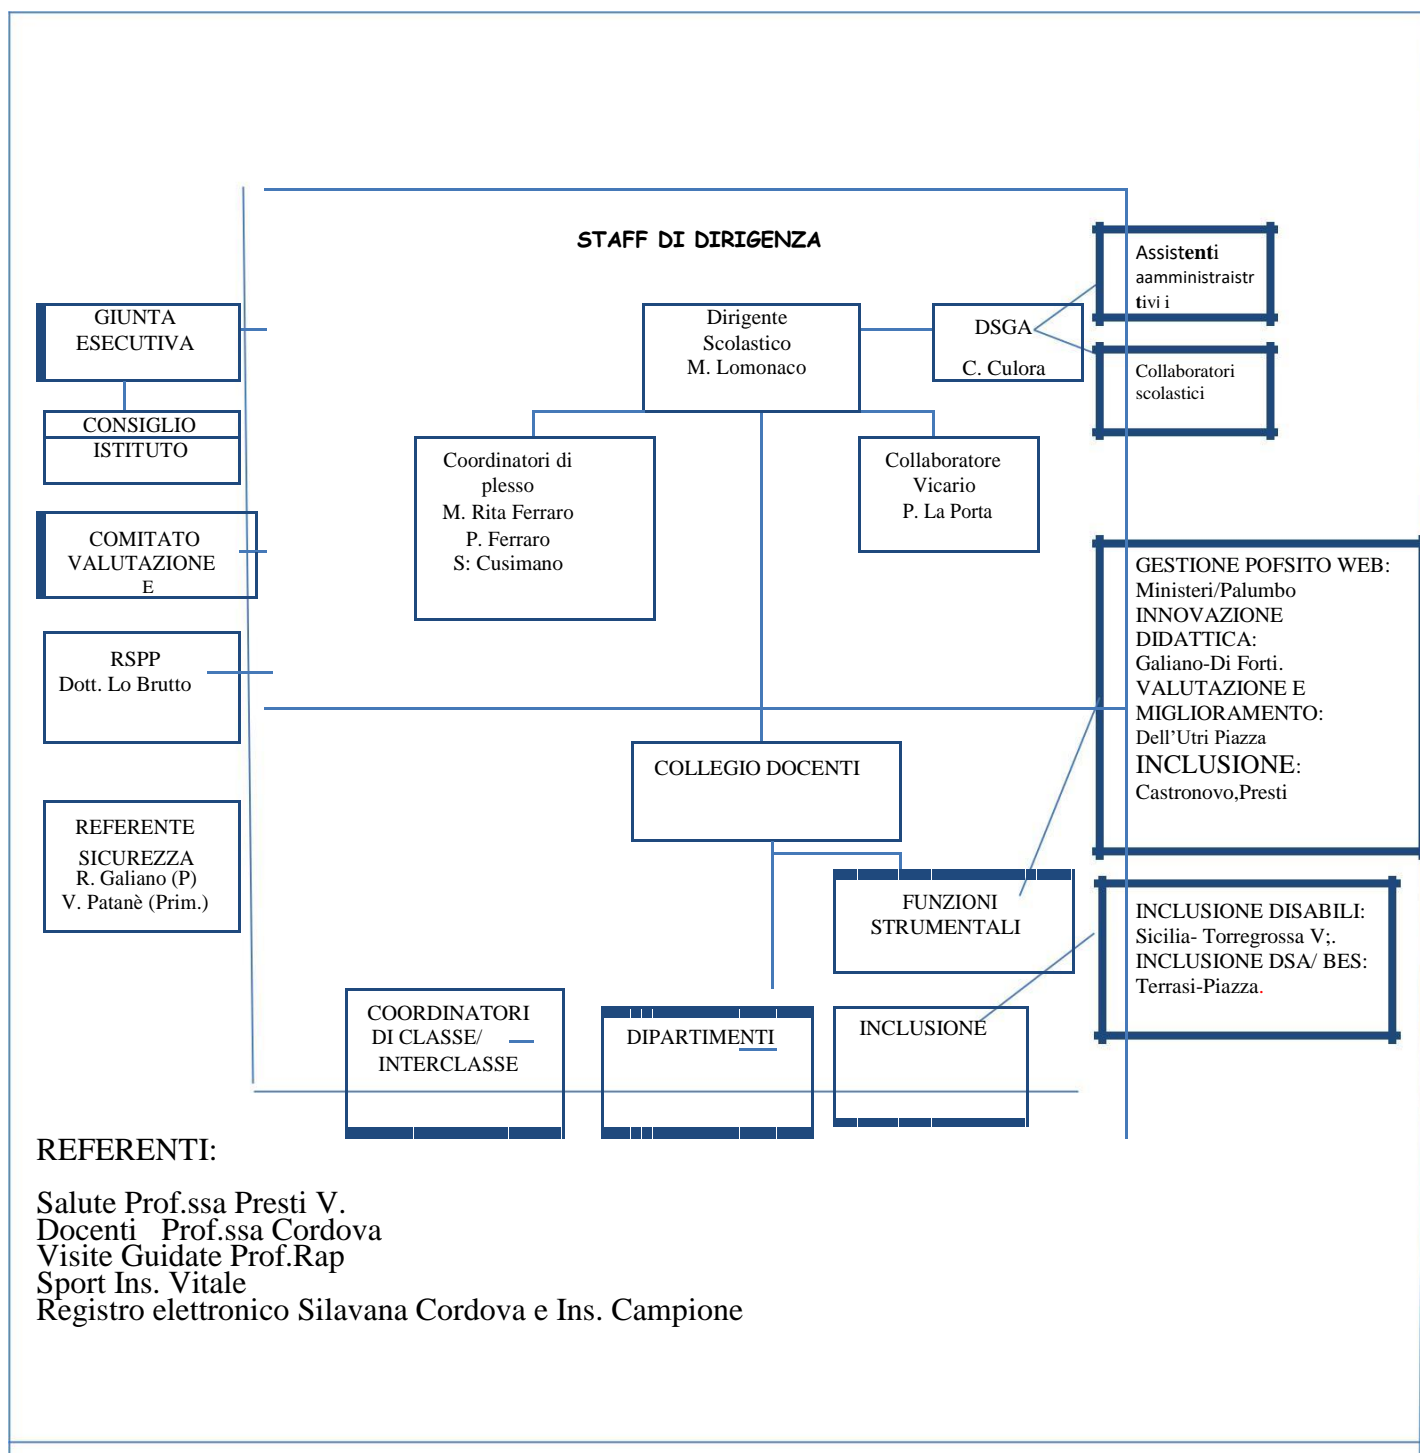 STAFF DI DIRIGENZA
Assistenti
aamministraistr
tivi i
GIUNTA
ESECUTIVA
Dirigente
Scolastico
M. Lomonaco
DSGA
C. Culora
Collaboratori
scolastici
CONSIGLIO
ISTITUTO
Coordinatori di
plesso
M. Rita Ferraro
P. Ferraro
S: Cusimano
Collaboratore
Vicario
P. La Porta
COMITATO
VALUTAZIONE
E
GESTIONE POFSITO WEB:
Ministeri/Palumbo
INNOVAZIONE
DIDATTICA:
Galiano-Di Forti.
VALUTAZIONE E
MIGLIORAMENTO:
Dell’Utri Piazza
INCLUSIONE:
Castronovo,Presti
RSPP
Dott. Lo Brutto
COLLEGIO DOCENTI
REFERENTE
SICUREZZA
R. Galiano (P)
V. Patanè (Prim.)
FUNZIONI
STRUMENTALI
INCLUSIONE DISABILI:
Sicilia- Torregrossa V;.
INCLUSIONE DSA/ BES:
Terrasi-Piazza.
COORDINATORI
DI CLASSE/
INTERCLASSE
DIPARTIMENTI
INCLUSIONE
REFERENTI:
Salute Prof.ssa Presti V.
Docenti Prof.ssa Cordova
Visite Guidate Prof.Rap
Sport Ins. Vitale
Registro elettronico Silavana Cordova e Ins. Campione